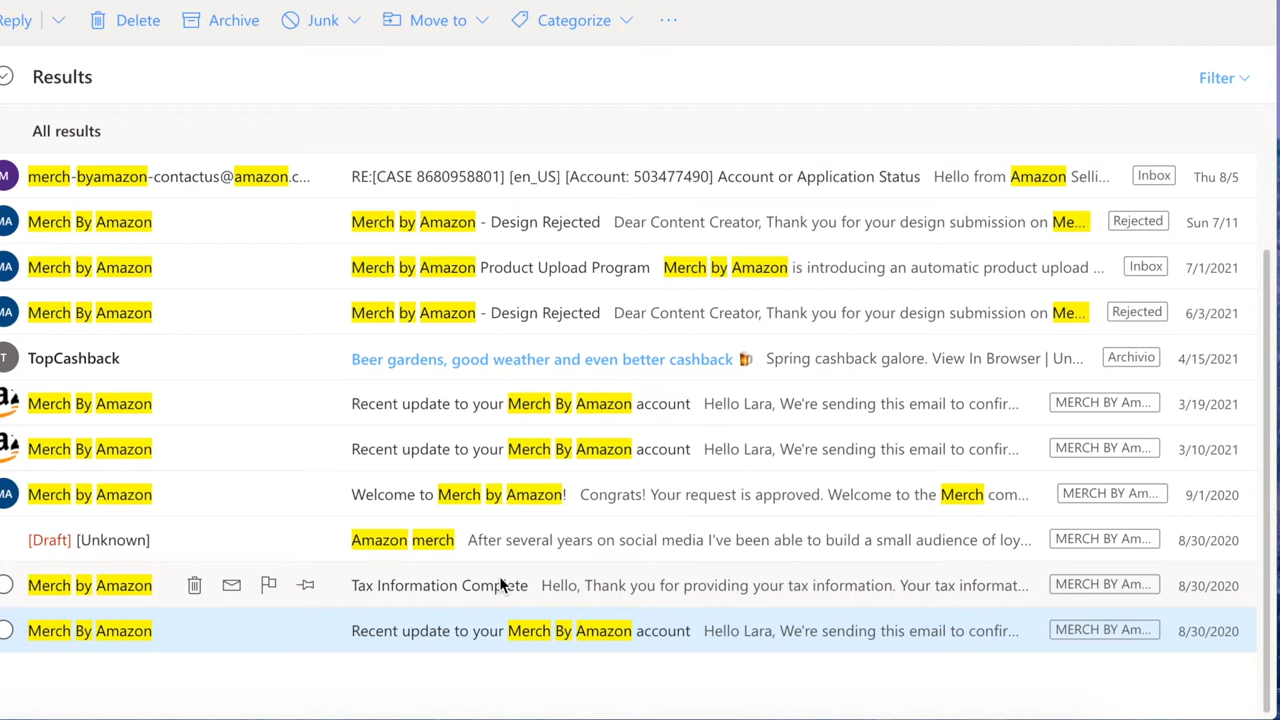 Reply Delete Archive Junk Move to Categorize ...
Results Filter
All results
M merch-byamazon-contactus@amazon.c... RE:[CASE 8680958801] [en_US] [Account: 503477490] Account or Application Status Hello from Amazon Selli... Inbox Thu 8/5
MA Merch By Amazon Merch by Amazon - Design Rejected Dear Content Creator, Thank you for your design submission on Me... Rejected Sun 7/11
MA Merch By Amazon Merch by Amazon Product Upload Program Merch by Amazon is introducing an automatic product upload ... Inbox 7/1/2021
MA Merch By Amazon Merch by Amazon - Design Rejected Dear Content Creator, Thank you for your design submission on Me... Rejected 6/3/2021
T TopCashback Beer gardens, good weather and even better cashback Spring cashback galore. View In Browser | Un... Archivio 4/15/2021
a Merch By Amazon Recent update to your Merch By Amazon account Hello Lara, We're sending this email to confir... MERCH BY Am... 3/19/2021
a Merch By Amazon Recent update to your Merch By Amazon account Hello Lara, We're sending this email to confir... MERCH BY Am... 3/10/2021
MA Merch by Amazon Welcome to Merch by Amazon! Congrats! Your request is approved. Welcome to the Merch com... MERCH BY Am... 9/1/2020
[Draft] [Unknown] Amazon merch After several years on social media I've been able to build a small audience of loy... MERCH BY Am... 8/30/2020
Merch by Amazon Tax Information Complete Hello, Thank you for providing your tax information. Your tax informat... MERCH BY Am... 8/30/2020
Merch By Amazon Recent update to your Merch By Amazon account Hello Lara, We're sending this email to confir... MERCH BY Am... 8/30/2020